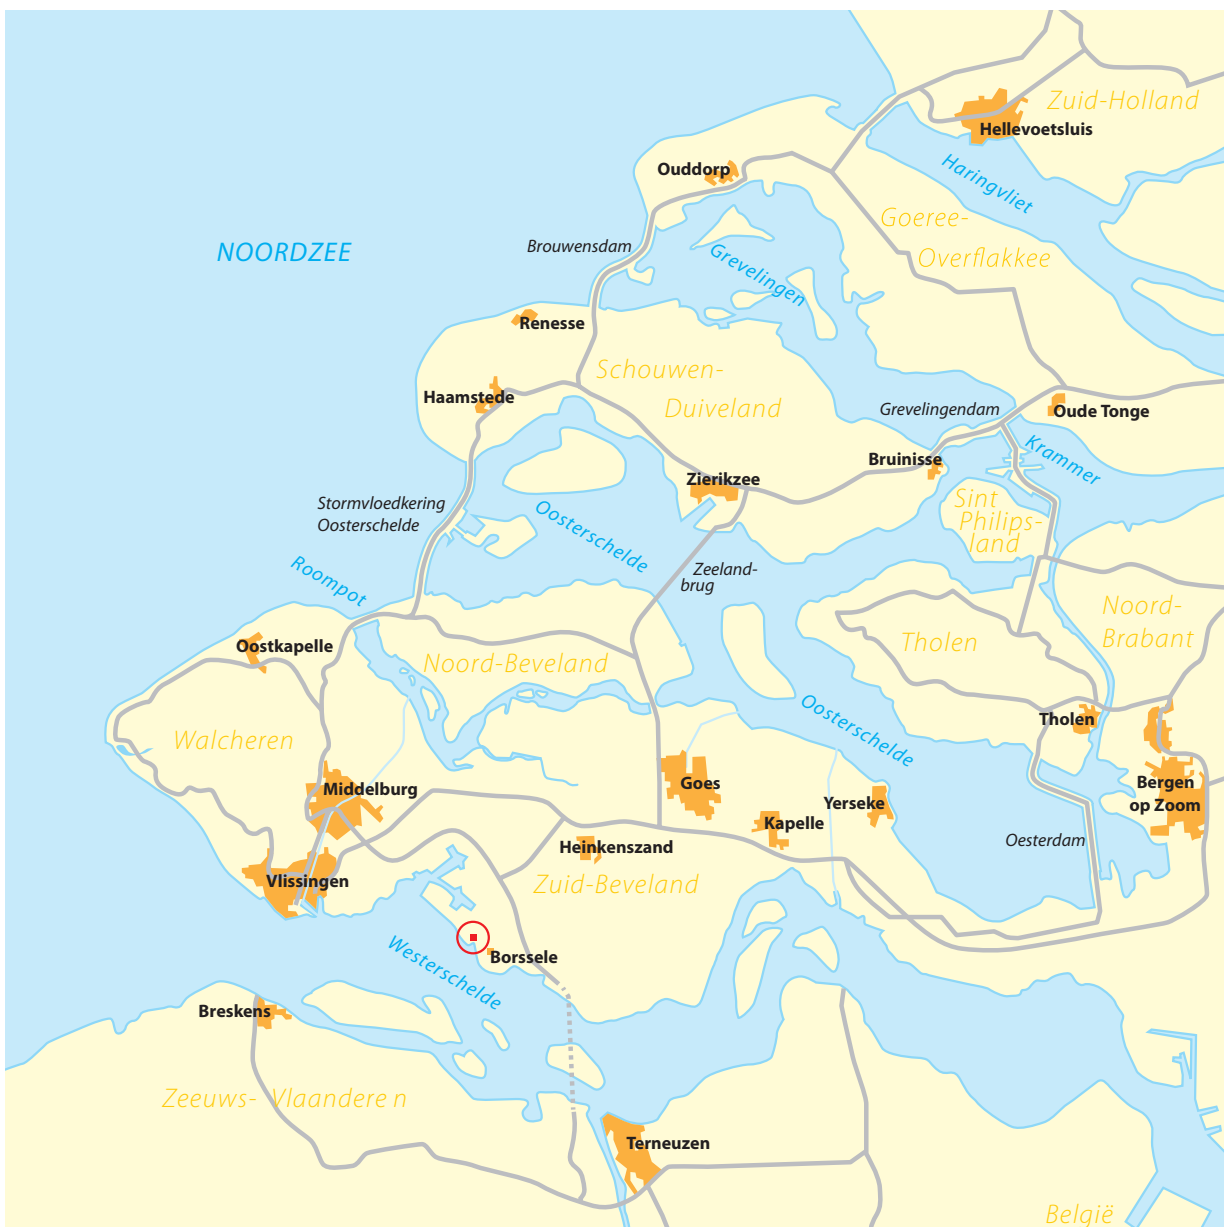 Zuid-Holland
Hellevoetsluis
Ouddorp
Haringvliet
Goeree-
Overflakkee
NOORDZEE
Brouwensdam
Grevelingen
Renesse
Schouwen-
Duiveland
Haamstede
Grevelingendam
Oude Tonge
Krammer
Bruinisse
Zierikzee
Sint
Philips-
land
Stormvloedkering
Oosterschelde
Oosterschelde
Roompot
Zeeland-
brug
Noord-
Brabant
Oostkapelle
Noord-Beveland
Tholen
Oosterschelde
Tholen
Walcheren
Middelburg
Goes
Bergen
op Zoom
Yerseke
Kapelle
Heinkenszand
Oesterdam
Vlissingen
Zuid-Beveland
Borssele
Westerschelde
Breskens
Zeeuws- Vlaandere n
Terneuzen
België